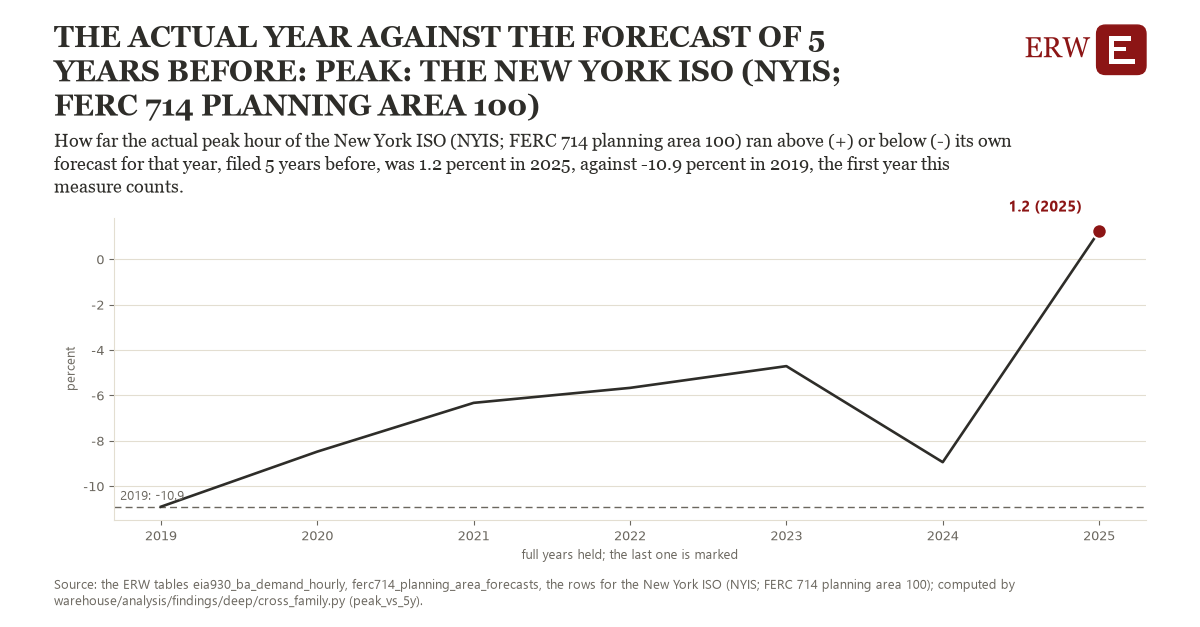 THE ACTUAL YEAR AGAINST THE FORECAST OF 5
YEARS BEFORE: PEAK: THE NEW YORK ISO (NYIS;
FERC 714 PLANNING AREA 100)
ERW E
How far the actual peak hour of the New York ISO (NYIS; FERC 714 planning area 100) ran above (+) or below (-) its own
forecast for that year, filed 5 years before, was 1.2 percent in 2025, against -10.9 percent in 2019, the first year this
measure counts.
1.2 (2025)
0
-2
-4
-6
-8
-10
percent
2019: -10.9
2019 2020 2021 2022 2023 2024 2025
full years held; the last one is marked
Source: the ERW tables eia930_ba_demand_hourly, ferc714_planning_area_forecasts, the rows for the New York ISO (NYIS; FERC 714 planning area 100); computed by
warehouse/analysis/findings/deep/cross_family.py (peak_vs_5y).